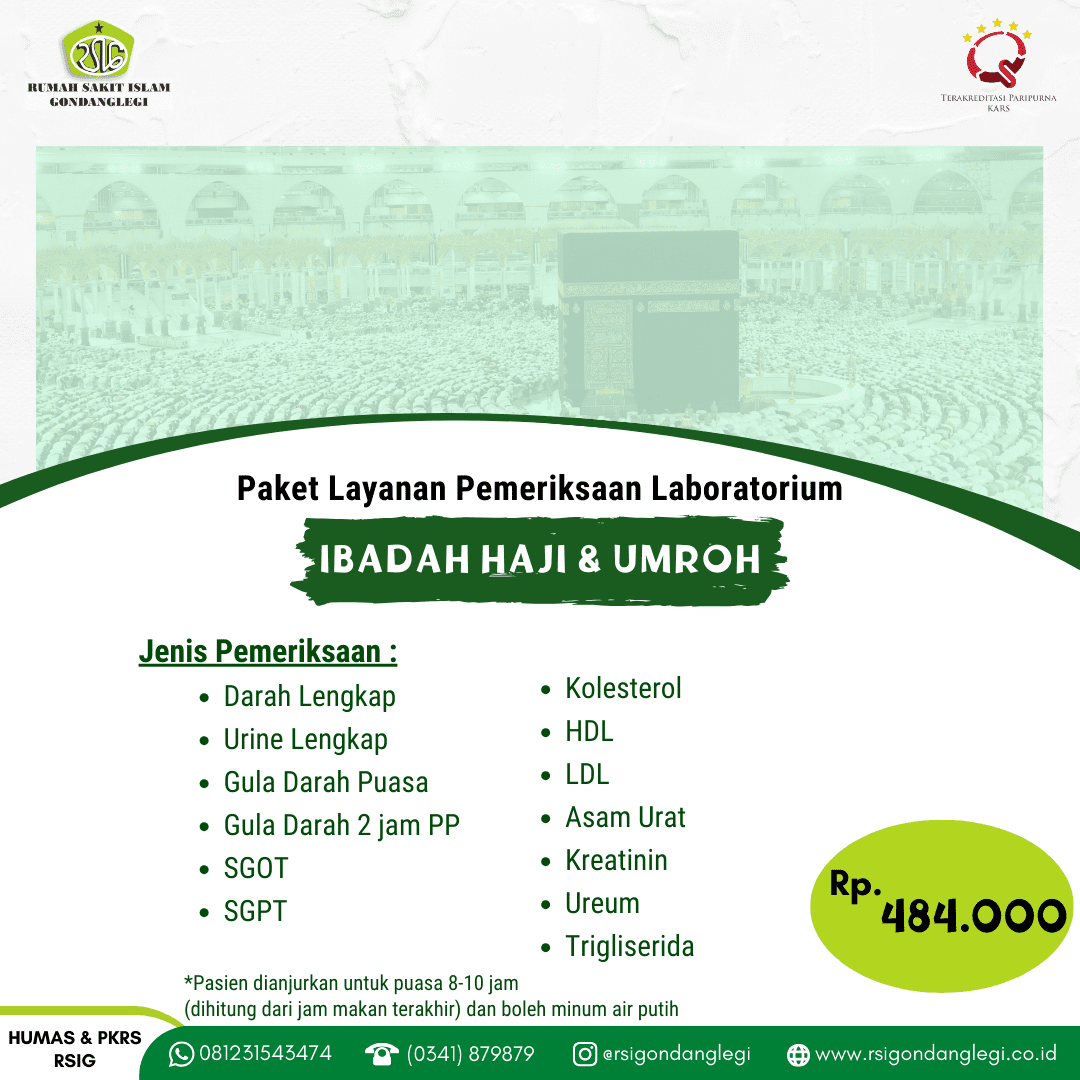 RUMAH SAKIT ISLAM
GONDANGLEGI
TERAKREDITASI PARIPURNA
KARS
Paket Layanan Pemeriksaan Laboratorium
IBADAH HAJI & UMROH
Jenis Pemeriksaan :
• Darah Lengkap
• Urine Lengkap
• Gula Darah Puasa
• Gula Darah 2 jam PP
• SGOT
• SGPT
• Kolesterol
• HDL
• LDL
• Asam Urat
• Kreatinin
• Ureum
• Trigliserida
Rp.
484.000
*Pasien dianjurkan untuk puasa 8-10 jam
(dihitung dari jam makan terakhir) dan boleh minum air putih
HUMAS & PKRS
RSIG
081231543474
(0341) 879879
@rsigondanglegi
www.rsigondanglegi.co.id